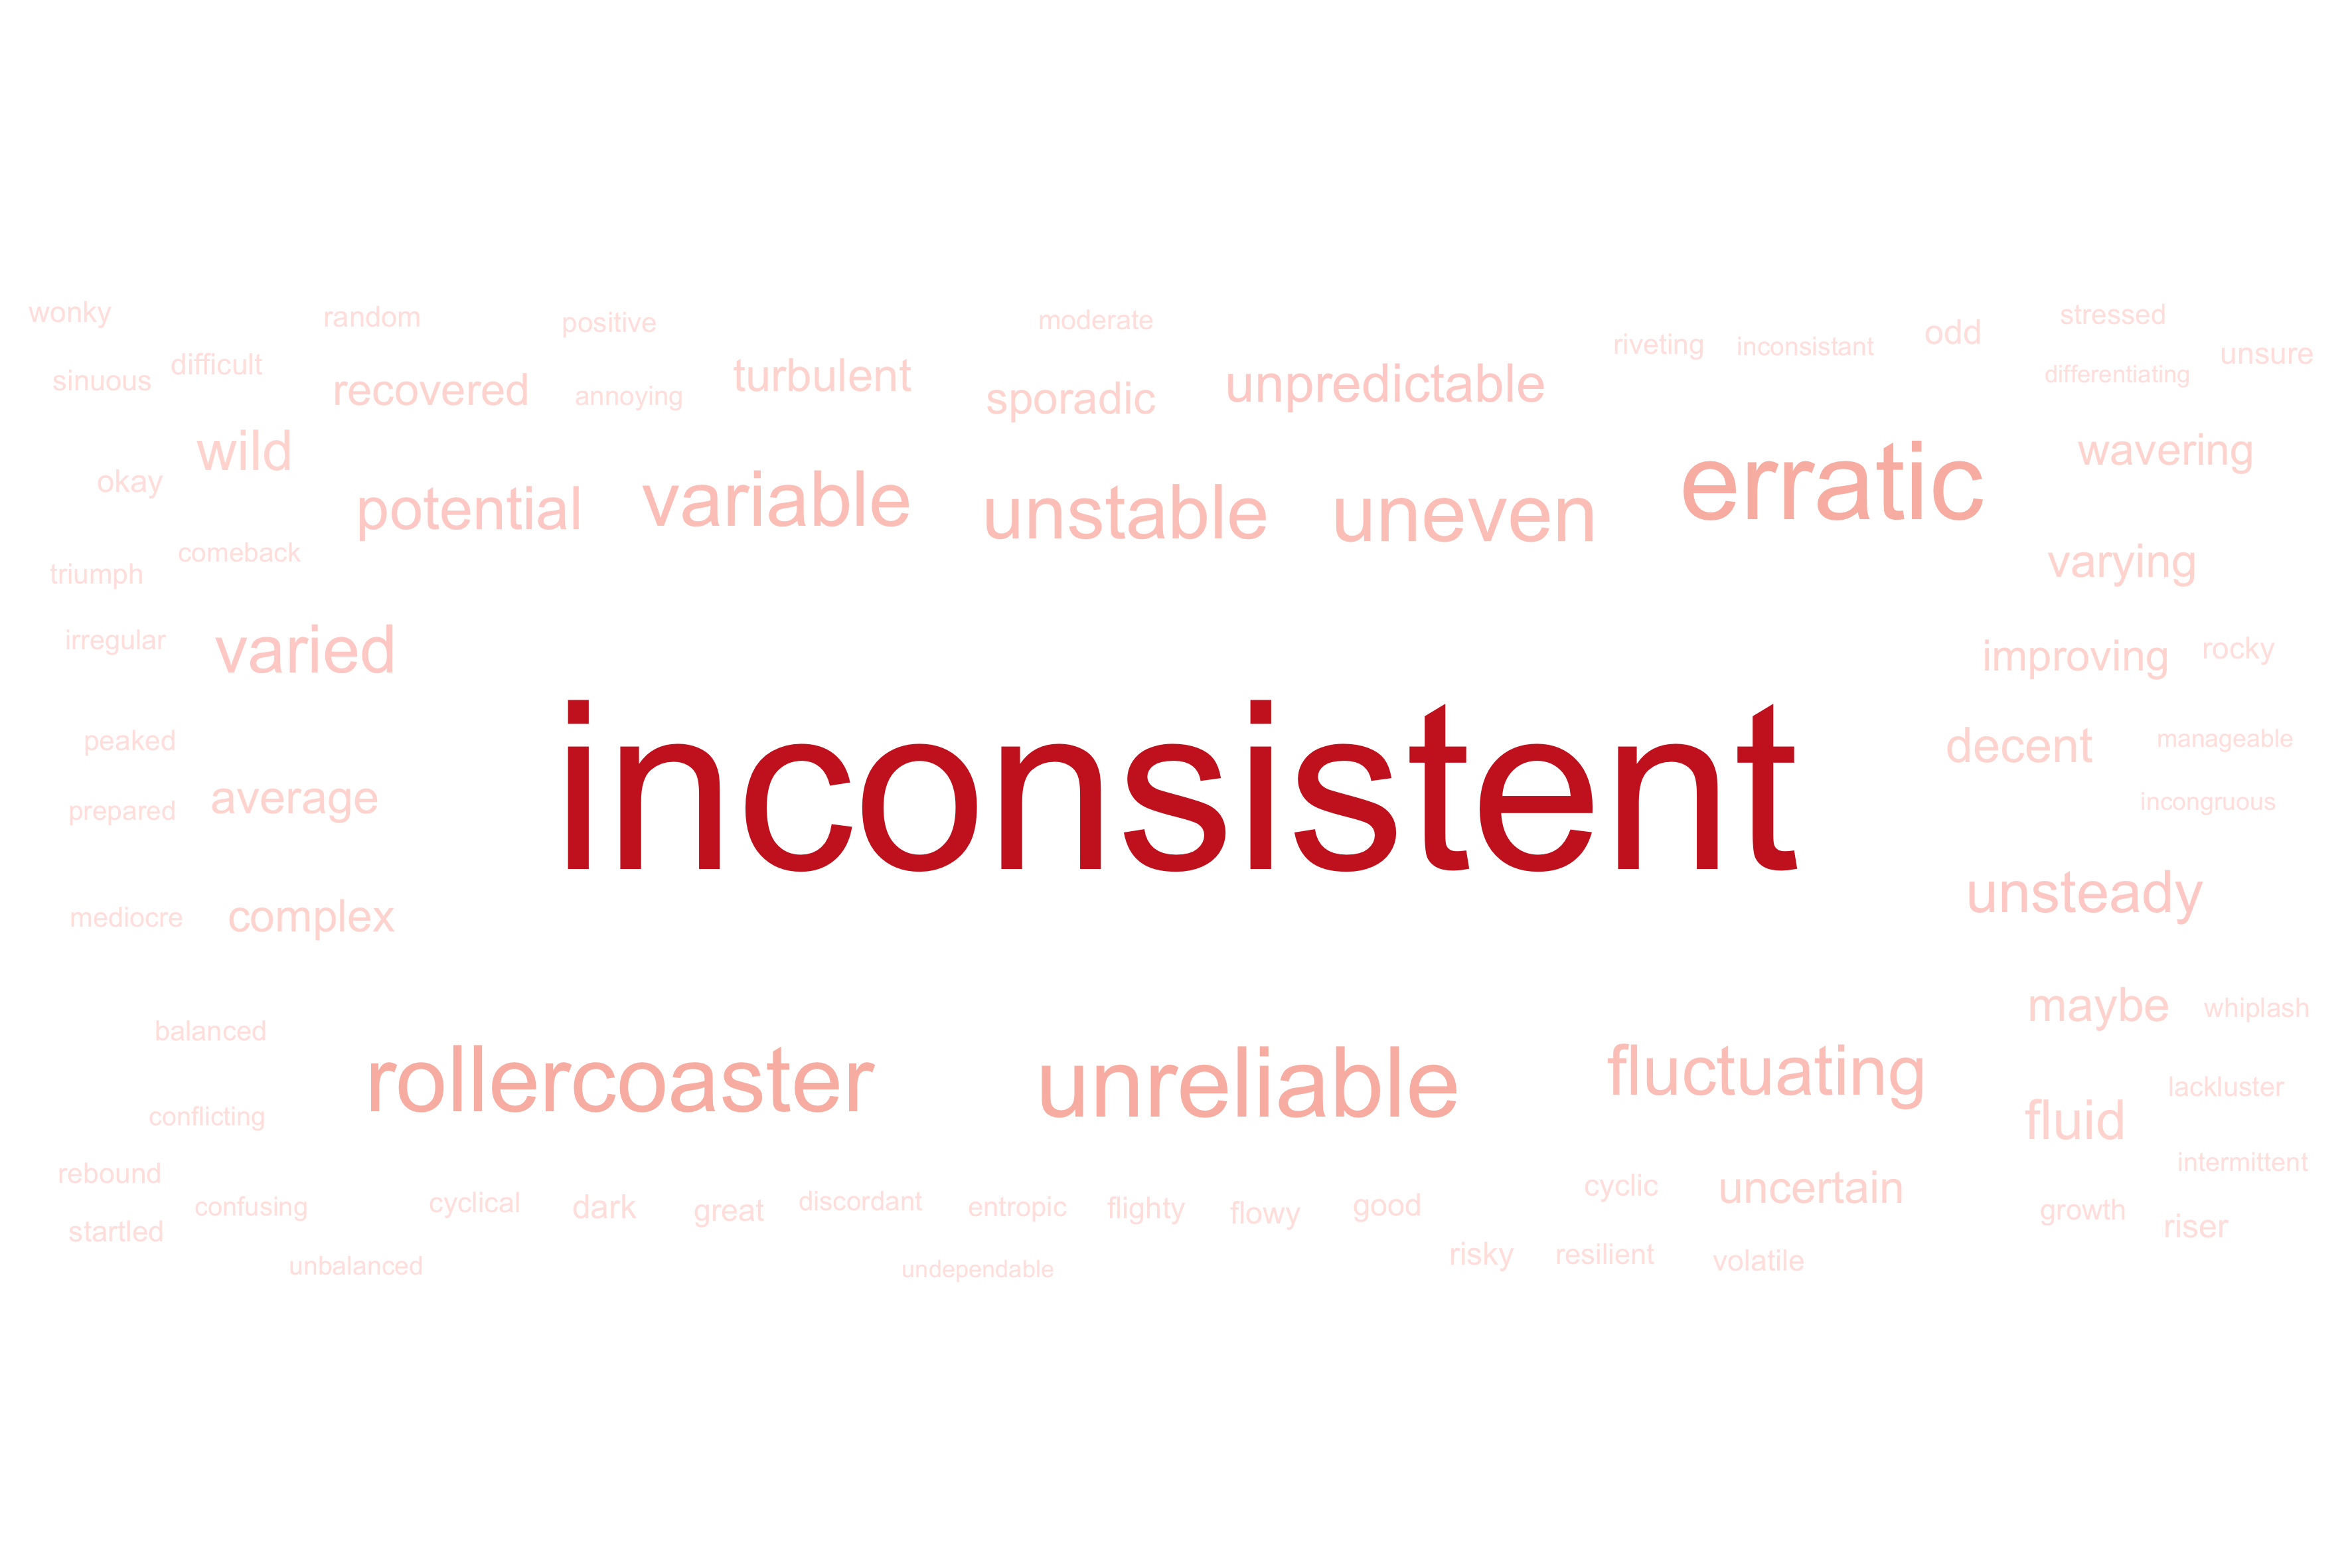 wonky
random
positive
moderate
riveting
inconsistant
odd
stressed
unsure
sinuous
difficult
recovered
annoying
turbulent
sporadic
unpredictable
differentiating
okay
wild
potential
variable
unstable
uneven
erratic
wavering
triumph
comeback
varying
irregular
varied
improving
rocky
peaked
decent
manageable
prepared
average
inconsistent
incongruous
mediocre
complex
unsteady
balanced
maybe
whiplash
conflicting
rollercoaster
unreliable
fluctuating
fluid
lackluster
rebound
intermittent
confusing
cyclical
dark
great
discordant
entropic
flighty
flowy
good
cyclic
uncertain
growth
riser
startled
unbalanced
undependable
risky
resilient
volatile